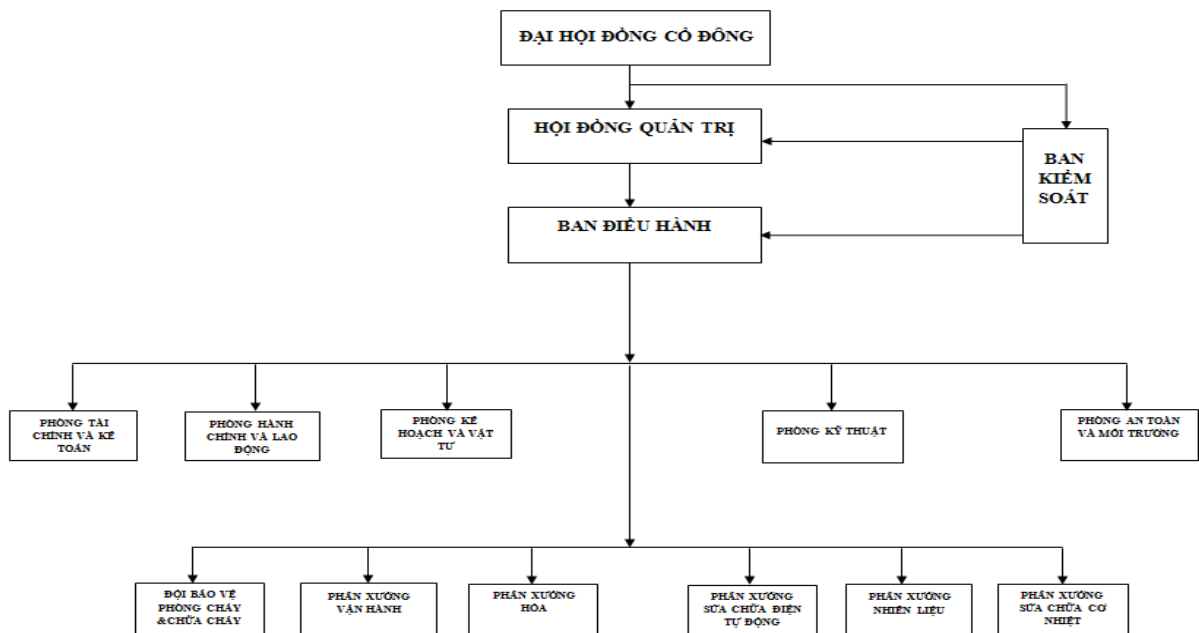 ĐẠI HỘI ĐỒNG CỔ ĐÔNG
HỘI ĐỒNG QUẢN TRỊ
BAN
KIỂM
SOÁT
BAN ĐIỀU HÀNH
PHÒNG TÀI
CHÍNH VÀ KẾ
TOÁN
PHÒNG HÀNH
CHÍNH VÀ LAO
ĐỘNG
PHÒNG KẾ
HOẠCH VÀ VẬT
TƯ
PHÒNG KỸ THUẬT
PHÒNG AN TOÀN
VÀ MÔI TRƯỜNG
ĐỘI BẢO VỆ
PHÒNG CHÁY
&CHỮA CHÁY
PHÂN XƯỞNG
VẬN HÀNH
PHÂN XƯỞNG
HÓA
PHÂN XƯỞNG
SỬA CHỮA ĐIỆN
TỰ ĐỘNG
PHÂN XƯỞNG
NHIÊN LIỆU
PHÂN XƯỞNG
SỬA CHỮA CƠ
NHIỆT